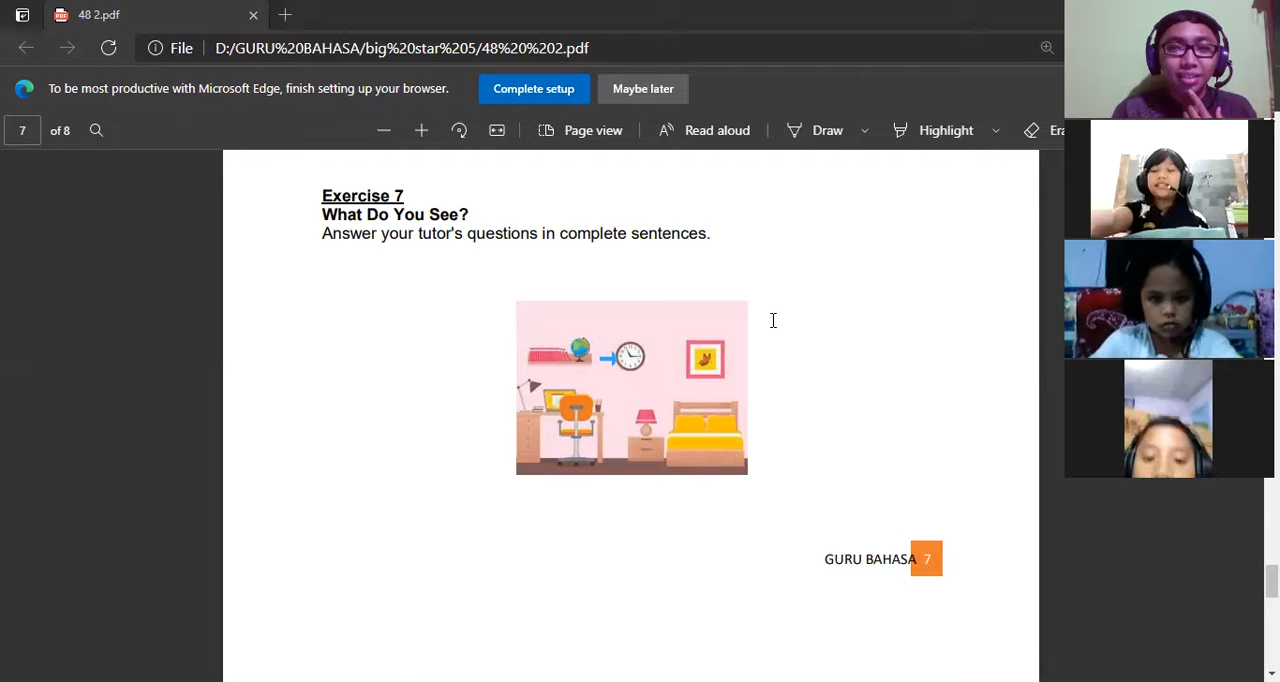 48 2.pdf
File
D:/GURU%20BAHASA/big%20star%205/48%20%202.pdf
To be most productive with Microsoft Edge, finish setting up your browser.
Complete setup
Maybe later
7
of 8
Page view
Read aloud
Draw
Highlight
Era
Exercise 7
What Do You See?
Answer your tutor's questions in complete sentences.
GURU BAHASA 7